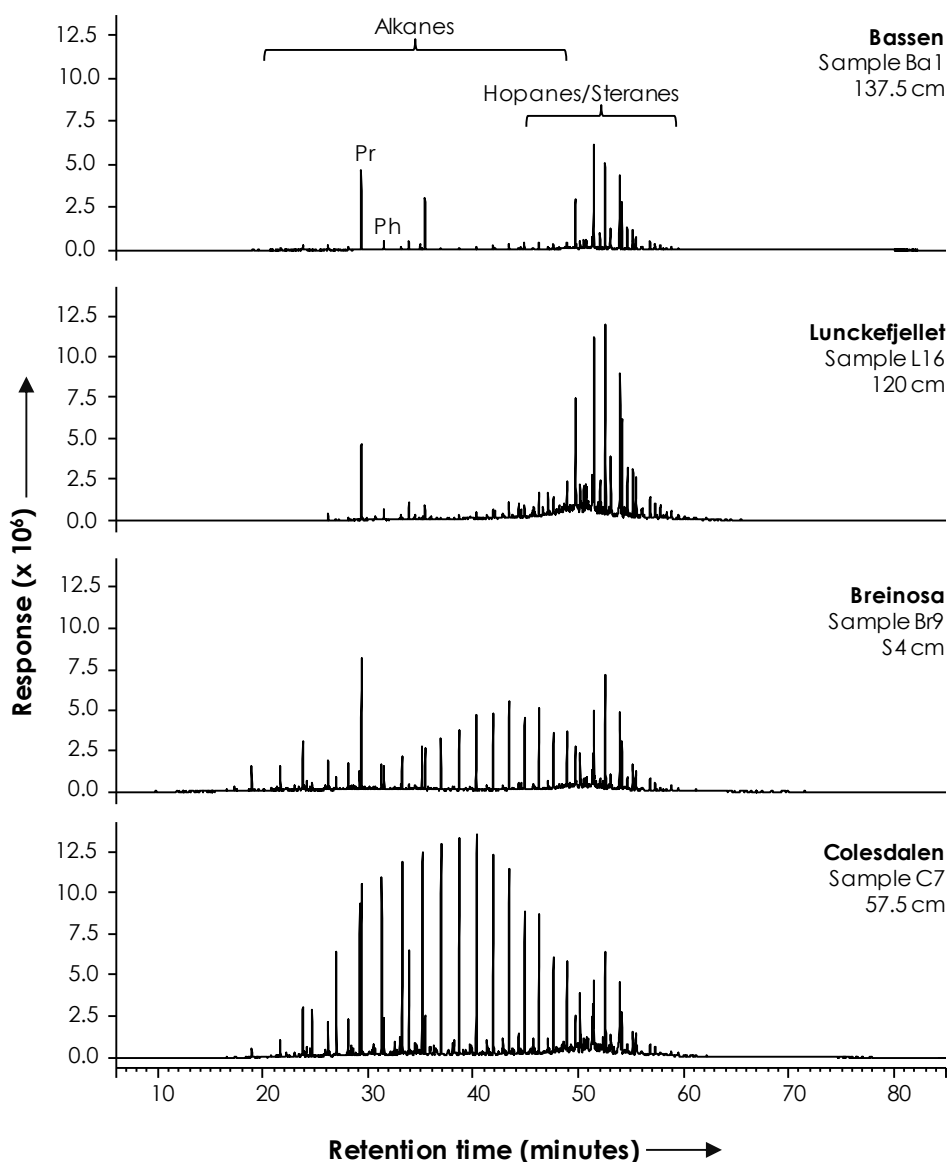 Alkanes
Hopanes/Steranes
Pr
Ph
Bassen
Sample Ba1
137.5 cm
12.5
10.0
7.5
5.0
2.5
0.0
Lunckefjellet
Sample L16
120 cm
12.5
10.0
7.5
5.0
2.5
0.0
Breinosa
Sample Br9
S4 cm
12.5
10.0
7.5
5.0
2.5
0.0
Colesdalen
Sample C7
57.5 cm
12.5
10.0
7.5
5.0
2.5
0.0
Response (x 10⁶)
10 20 30 40 50 60 70 80
Retention time (minutes)